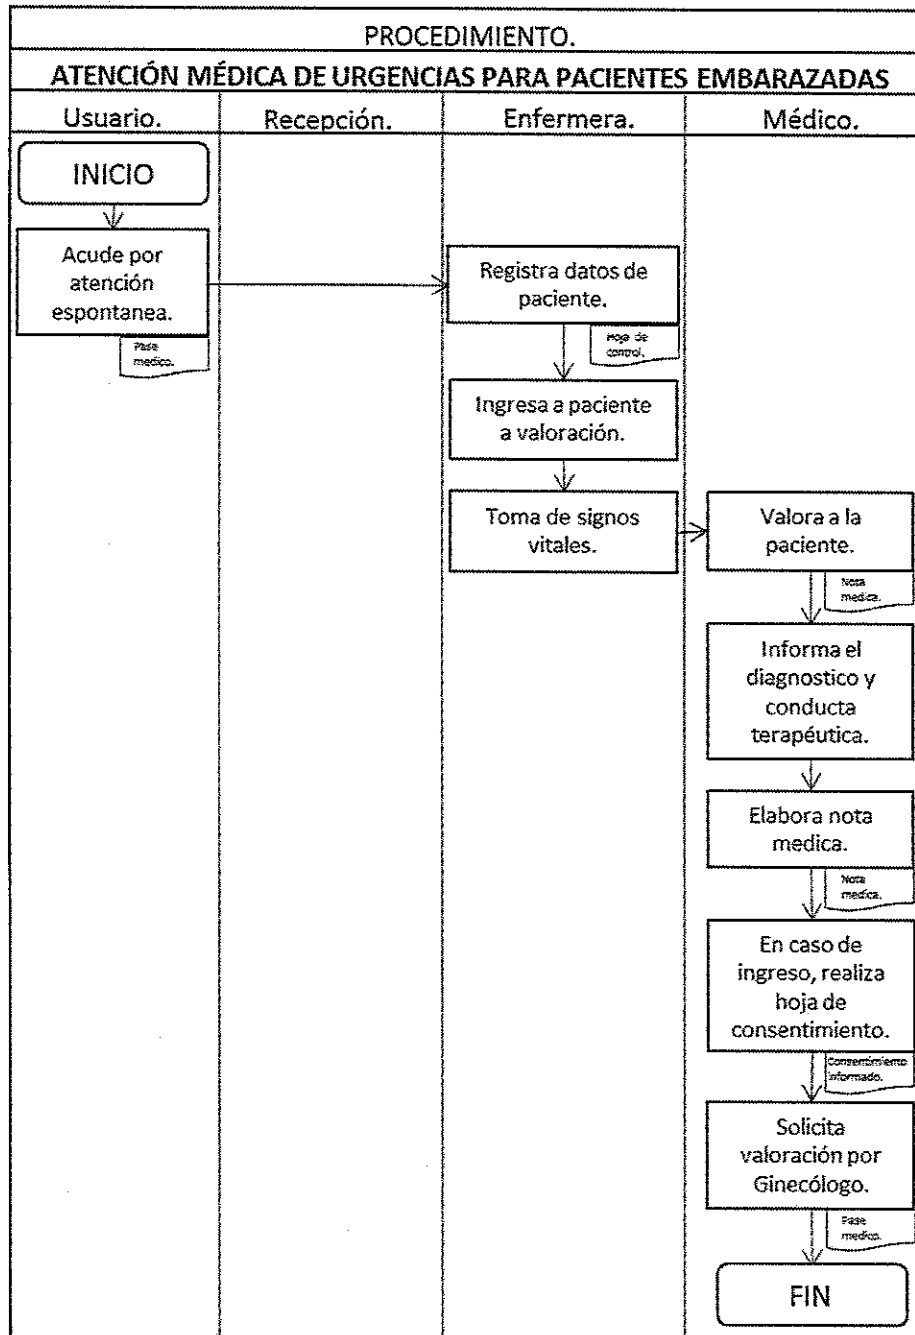 PROCEDIMIENTO.
ATENCIÓN MÉDICA DE URGENCIAS PARA PACIENTES EMBARAZADAS
Usuario.
Recepción.
Enfermera.
Médico.
INICIO
Acude por
atención
espontanea.
Pase
medico.
Registra datos de
paciente.
Hoja de
control.
Ingresa a paciente
a valoración.
Toma de signos
vitales.
Valora a la
paciente.
Nota
medica.
Informa el
diagnostico y
conducta
terapéutica.
Elabora nota
medica.
Nota
medica.
En caso de
ingreso, realiza
hoja de
consentimiento.
Consentimiento
informado.
Solicita
valoración por
Ginecólogo.
Pase
medico.
FIN